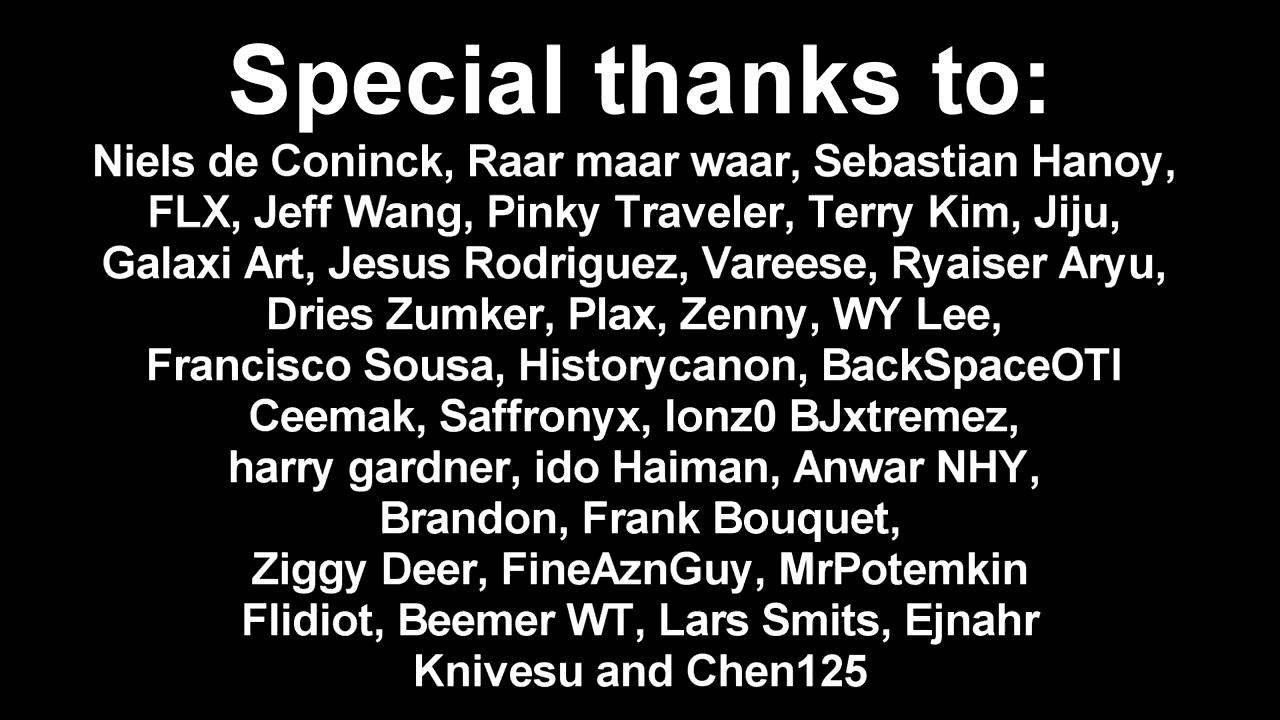 Special thanks to:
Niels de Coninck, Raar maar waar, Sebastian Hanoy,
FLX, Jeff Wang, Pinky Traveler, Terry Kim, Jiju,
Galaxi Art, Jesus Rodriguez, Vareese, Ryaiser Aryu,
Dries Zumker, Plax, Zenny, WY Lee,
Francisco Sousa, Historycanon, BackSpaceOTI
Ceemak, Saffronyx, Ionz0 BJxtremez,
harry gardner, ido Haiman, Anwar NHY,
Brandon, Frank Bouquet,
Ziggy Deer, FineAznGuy, MrPotemkin
Flidiot, Beemer WT, Lars Smits, Ejnahr
Knivesu and Chen125